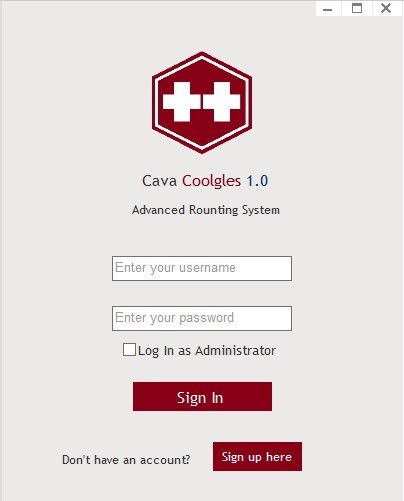 Cava Coolgles 1.0
Advanced Rounting System
Enter your username
Enter your password
Log In as Administrator
Sign In
Don't have an account?
Sign up here